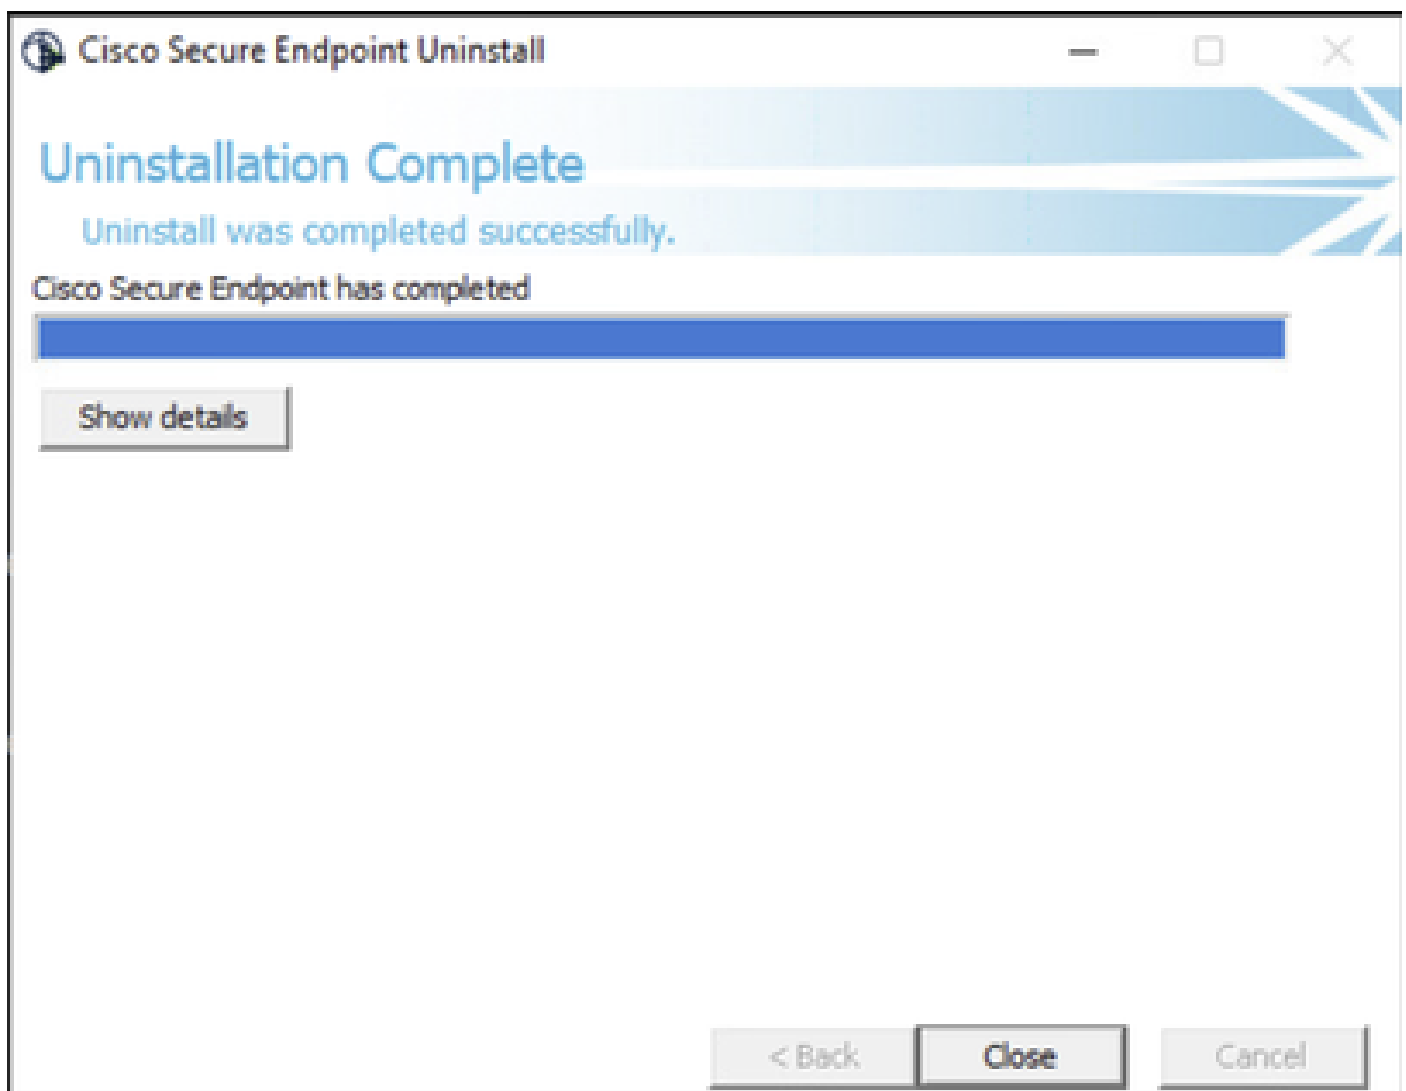 Cisco Secure Endpoint Uninstall
Uninstallation Complete
Uninstall was completed successfully.
Cisco Secure Endpoint has completed
Show details
< Back
Close
Cancel